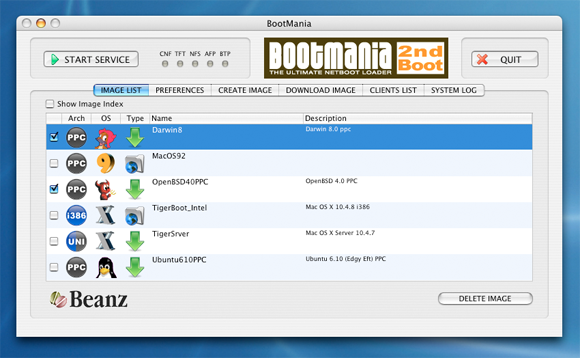 BootMania
START SERVICE
CNF TFT NFS AFP BTP
BOOTMANIA 2nd Boot
THE ULTIMATE NETBOOT LOADER
QUIT
IMAGE LIST PREFERENCES CREATE IMAGE DOWNLOAD IMAGE CLIENTS LIST SYSTEM LOG
Show Image Index
Arch OS Type Name Description
PPC Darwin8 Darwin 8.0 ppc
PPC 9 MacOS92
PPC OpenBSD40PPC OpenBSD 4.0 PPC
i386 X TigerBoot_Intel Mac OS X 10.4.8 i386
UNI X TigerSrver Mac OS X Server 10.4.7
PPC Ubuntu610PPC Ubuntu 6.10 (Edgy Eft) PPC
Beanz
DELETE IMAGE